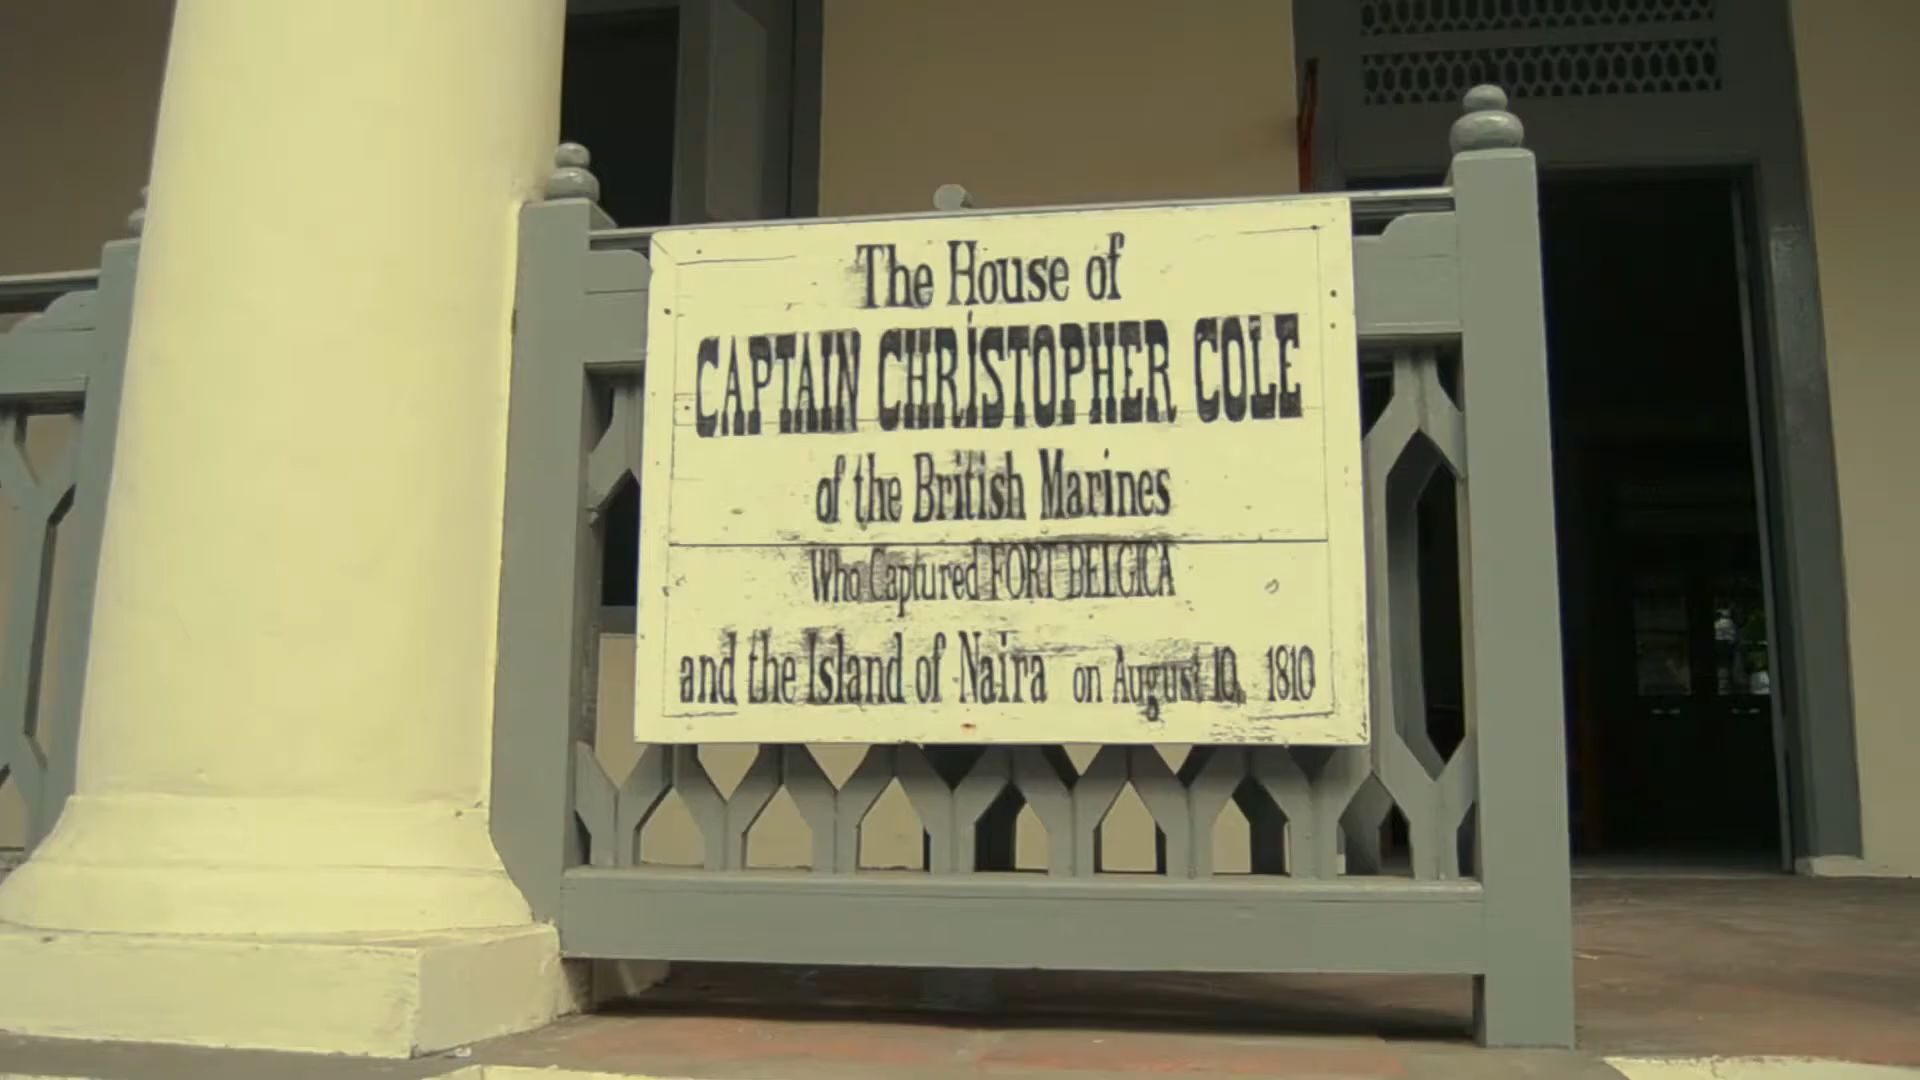 The House of
CAPTAIN CHRiSTOPHER COLE
of the British Marines
Who Captured FORT BELGICA
and the Island of Naira on August 10, 1810